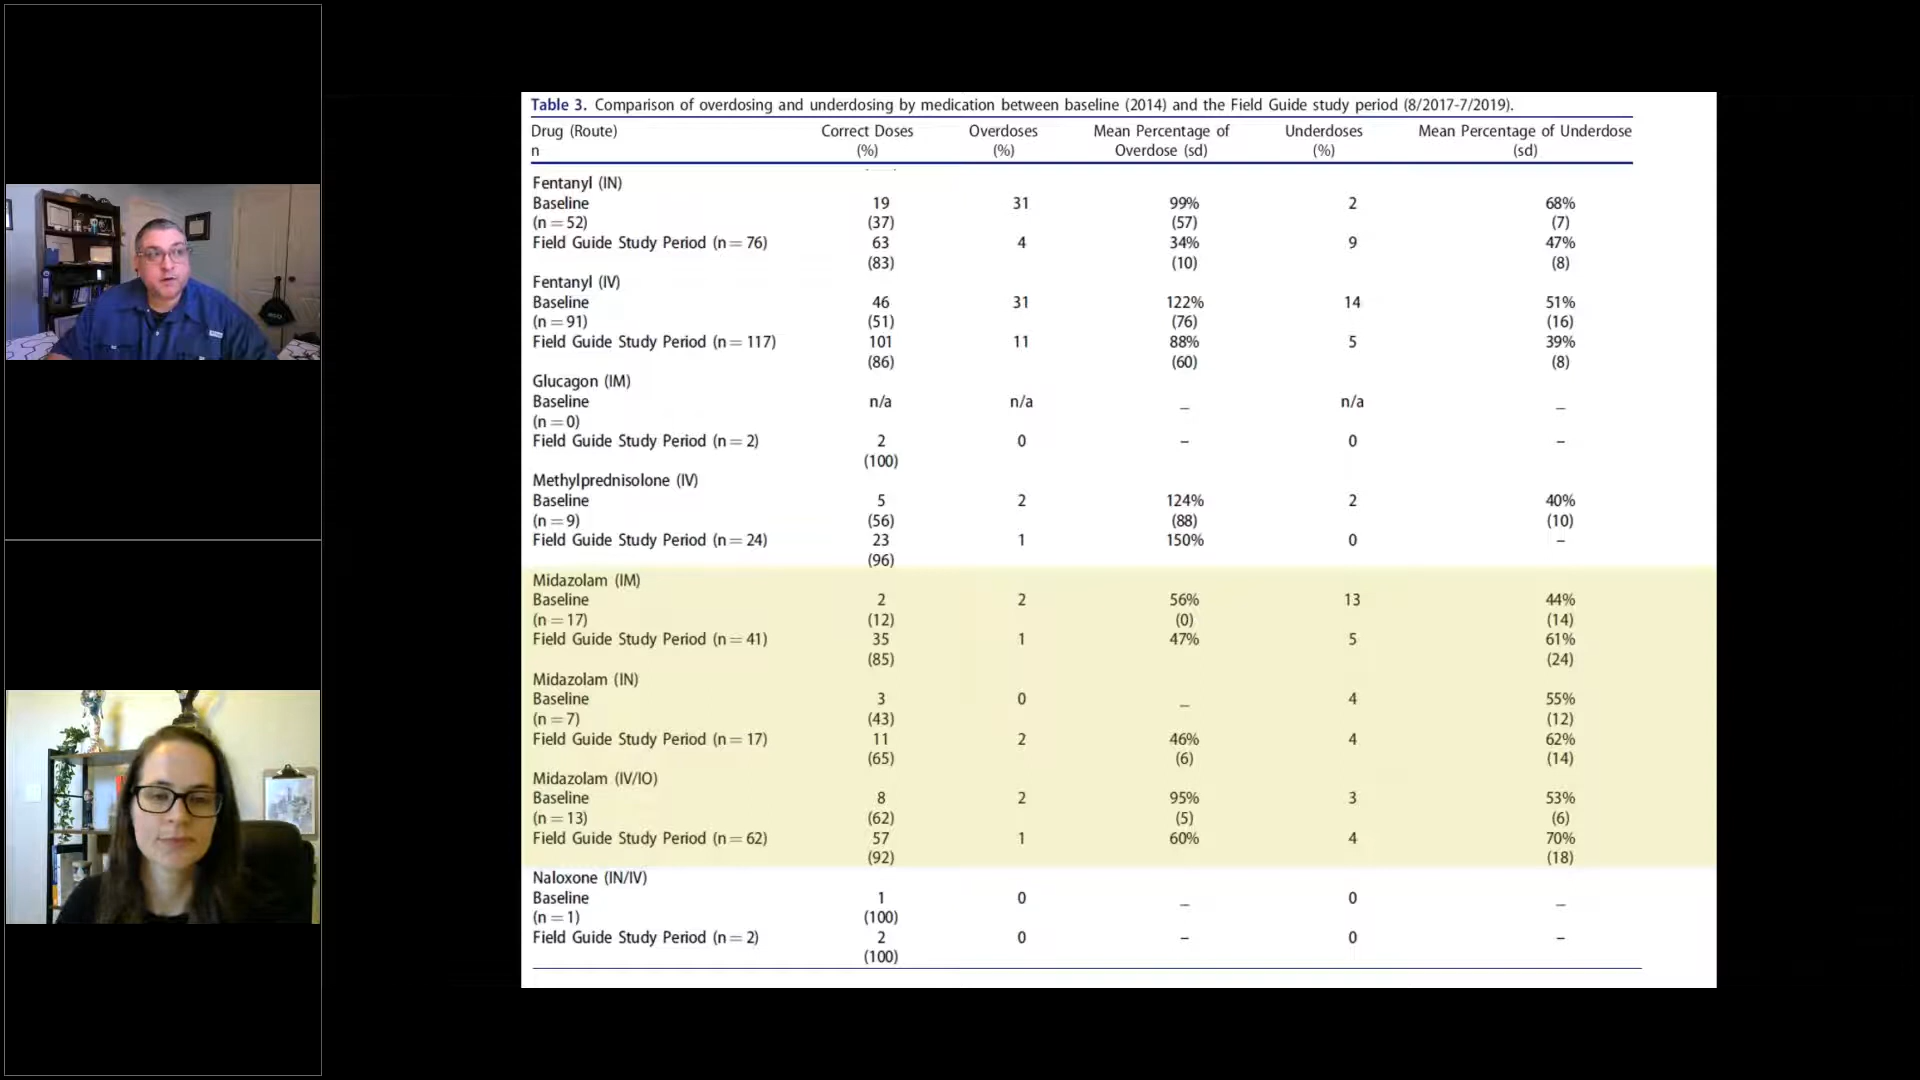 Table 3. Comparison of overdosing and underdosing by medication between baseline (2014) and the Field Guide study period (8/2017-7/2019).
Drug (Route) Correct Doses Overdoses Mean Percentage of Underdoses Mean Percentage of Underdose
n (%) (%) Overdose (sd) (%) (sd)
Fentanyl (IN)
Baseline 19 31 99% 2 68%
(n = 52) (37) (57) (7)
Field Guide Study Period (n = 76) 63 4 34% 9 47%
(83) (10) (8)
Fentanyl (IV)
Baseline 46 31 122% 14 51%
(n = 91) (51) (76) (16)
Field Guide Study Period (n = 117) 101 11 88% 5 39%
(86) (60) (8)
Glucagon (IM)
Baseline n/a n/a _ n/a _
(n = 0)
Field Guide Study Period (n = 2) 2 0 – 0 –
(100)
Methylprednisolone (IV)
Baseline 5 2 124% 2 40%
(n = 9) (56) (88) (10)
Field Guide Study Period (n = 24) 23 1 150% 0 –
(96)
Midazolam (IM)
Baseline 2 2 56% 13 44%
(n = 17) (12) (0) (14)
Field Guide Study Period (n = 41) 35 1 47% 5 61%
(85) (24)
Midazolam (IN)
Baseline 3 0 _ 4 55%
(n = 7) (43) (12)
Field Guide Study Period (n = 17) 11 2 46% 4 62%
(65) (6) (14)
Midazolam (IV/IO)
Baseline 8 2 95% 3 53%
(n = 13) (62) (5) (6)
Field Guide Study Period (n = 62) 57 1 60% 4 70%
(92) (18)
Naloxone (IN/IV)
Baseline 1 0 _ 0 _
(n = 1) (100)
Field Guide Study Period (n = 2) 2 0 – 0 –
(100)